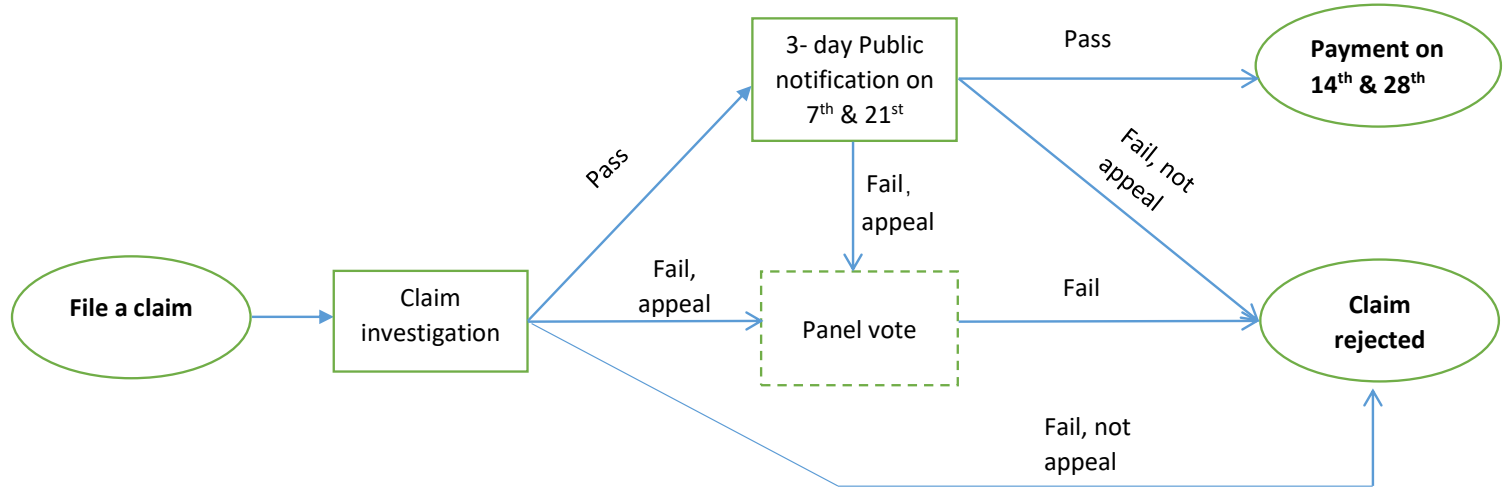 3- day Public
notification on
7th & 21st
Pass
Payment on
14th & 28th
Pass
Fail,
appeal
Fail, not
appeal
File a claim
Claim
investigation
Fail,
appeal
Panel vote
Fail
Claim
rejected
Fail, not
appeal